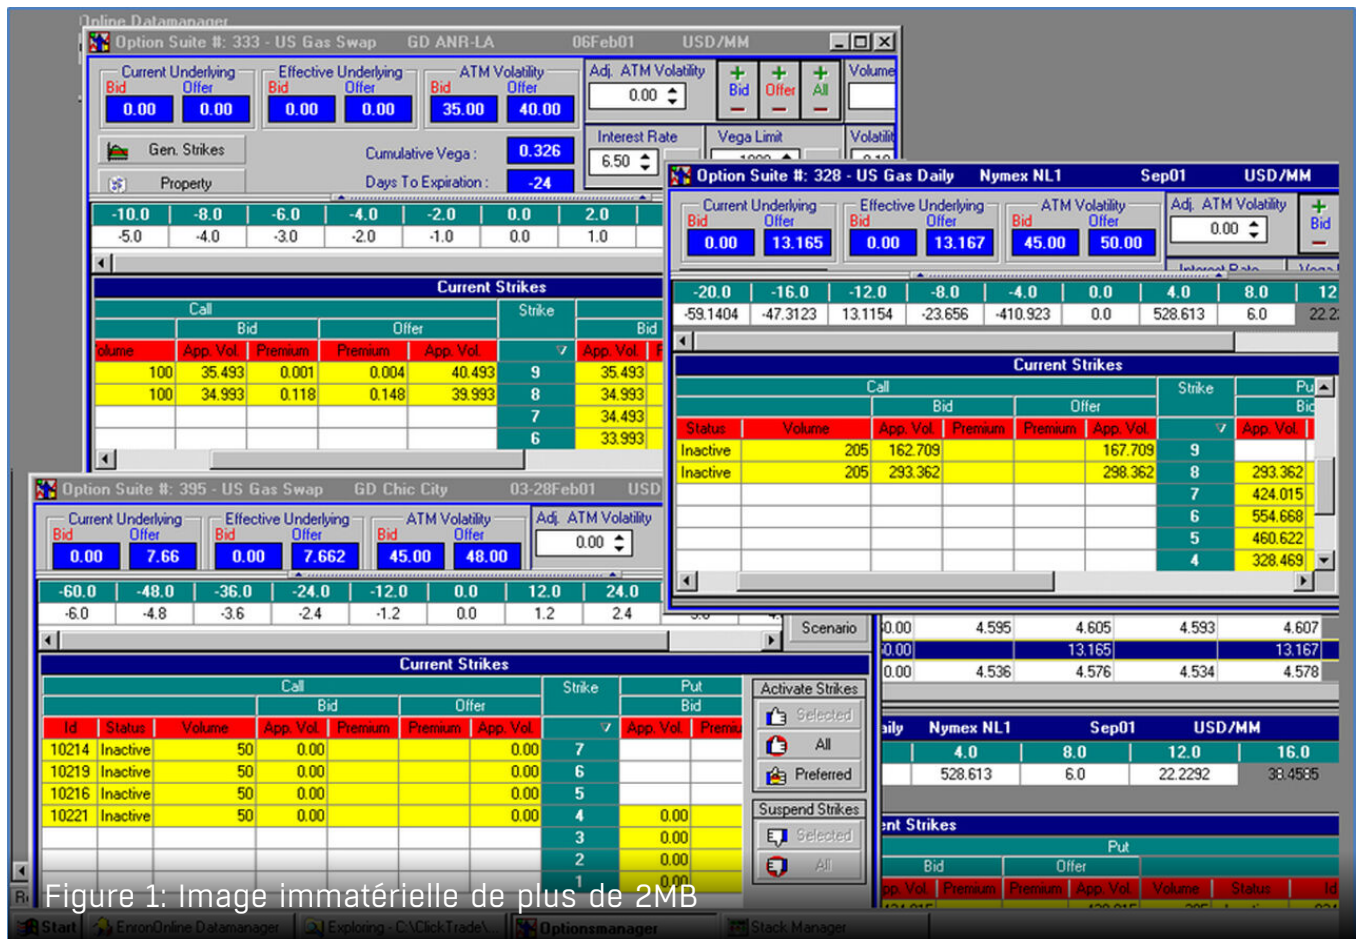 Online Datamanager
Option Suite #: 333 - US Gas Swap GD ANR-LA 06Feb01 USD/MM
Current Underlying Effective Underlying ATM Volatility Adj. ATM Volatility Volume
Bid Offer Bid Offer Bid Offer
0.00 0.00 0.00 0.00 35.00 40.00 0.00
Bid Offer All
Gen. Strikes
Property
Cumulative Vega : 0.326
Days To Expiration : -24
Interest Rate Vega Limit
6.50
-10.0 -8.0 -6.0 -4.0 -2.0 0.0 2.0
-5.0 -4.0 -3.0 -2.0 -1.0 0.0 1.0
Current Strikes
Call Strike
Bid Offer Bid
App. Vol. Premium Premium App. Vol. App. Vol.
100 35.493 0.001 0.004 40.493 9 35.493
100 34.993 0.118 0.148 39.993 8 34.993
7 34.493
6 33.993
Option Suite #: 328 - US Gas Daily Nymex NL1 Sep01 USD/MM
Current Underlying Effective Underlying ATM Volatility Adj. ATM Volatility
Bid Offer Bid Offer Bid Offer
0.00 13.165 0.00 13.167 45.00 50.00 0.00
Bid
-20.0 -16.0 -12.0 -8.0 -4.0 0.0 4.0 8.0 12
-59.1404 -47.3123 13.1154 -23.656 -410.923 0.0 528.613 6.0 22.2
Current Strikes
Call Strike Pu
Bid Offer Bid
Status Volume App. Vol. Premium Premium App. Vol. App. Vol.
Inactive 205 162.709 167.709 9
Inactive 205 293.362 298.362 8 293.362
7 424.015
6 554.668
5 460.622
4 328.469
Option Suite #: 395 - US Gas Swap GD Chic City 03-28Feb01 USD
Current Underlying Effective Underlying ATM Volatility Adj. ATM Volatility
Bid Offer Bid Offer Bid Offer
0.00 7.66 0.00 7.662 45.00 48.00 0.00
-60.0 -48.0 -36.0 -24.0 -12.0 0.0 12.0 24.0
-6.0 -4.8 -3.6 -2.4 -1.2 0.0 1.2 2.4
Scenario
Current Strikes
Call Strike Put
Bid Offer Bid
Id Status Volume App. Vol. Premium Premium App. Vol. App. Vol. Premiu
10214 Inactive 50 0.00 0.00 7
10219 Inactive 50 0.00 0.00 6
10216 Inactive 50 0.00 0.00 5
10221 Inactive 50 0.00 0.00 4 0.00
3 0.00
2 0.00
1 0.00
Activate Strikes
Selected
All
Preferred
Suspend Strikes
Selected
All
0.00 4.595 4.605 4.593 4.607
0.00 13.165 13.167
0.00 4.536 4.576 4.534 4.578
aily Nymex NL1 Sep01 USD/MM
4.0 8.0 12.0 16.0
528.613 6.0 22.2292 38.4585
ent Strikes
Put
Bid Offer
pp. Vol. Premium Premium App. Vol. Volume Status Id
Figure 1: Image immatérielle de plus de 2MB
Start EnronOnline Datamanager Exploring - C:\ClickTrade\... Optionsmanager Stack Manager